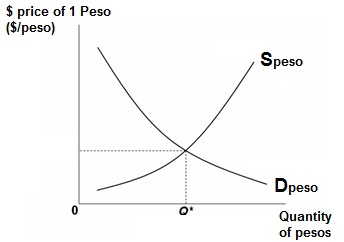 $ price of 1 Peso
($/peso)
Speso
Dpeso
0
Q*
Quantity
of pesos